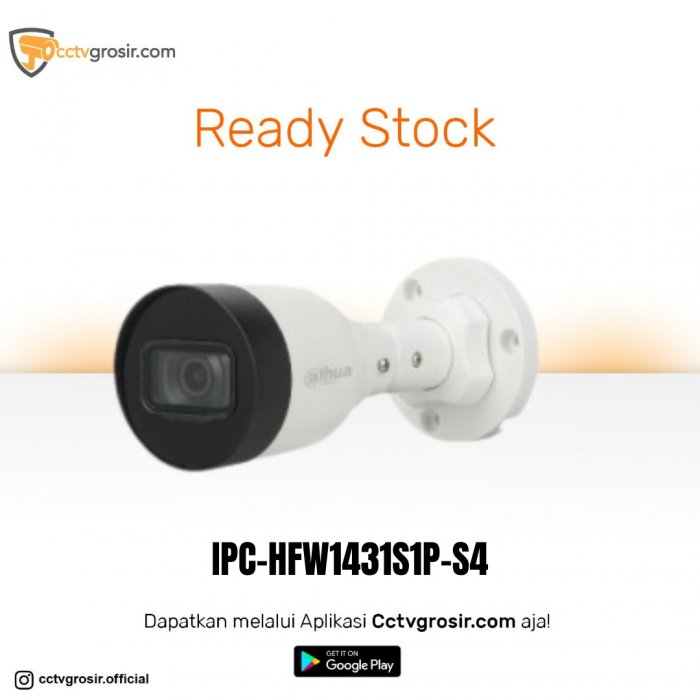 cctvgrosir.com
Ready Stock
alhua
IPC-HFW1431S1P-S4
Dapatkan melalui Aplikasi Cctvgrosir.com aja!
GET IT ON
Google Play
cctvgrosir.official